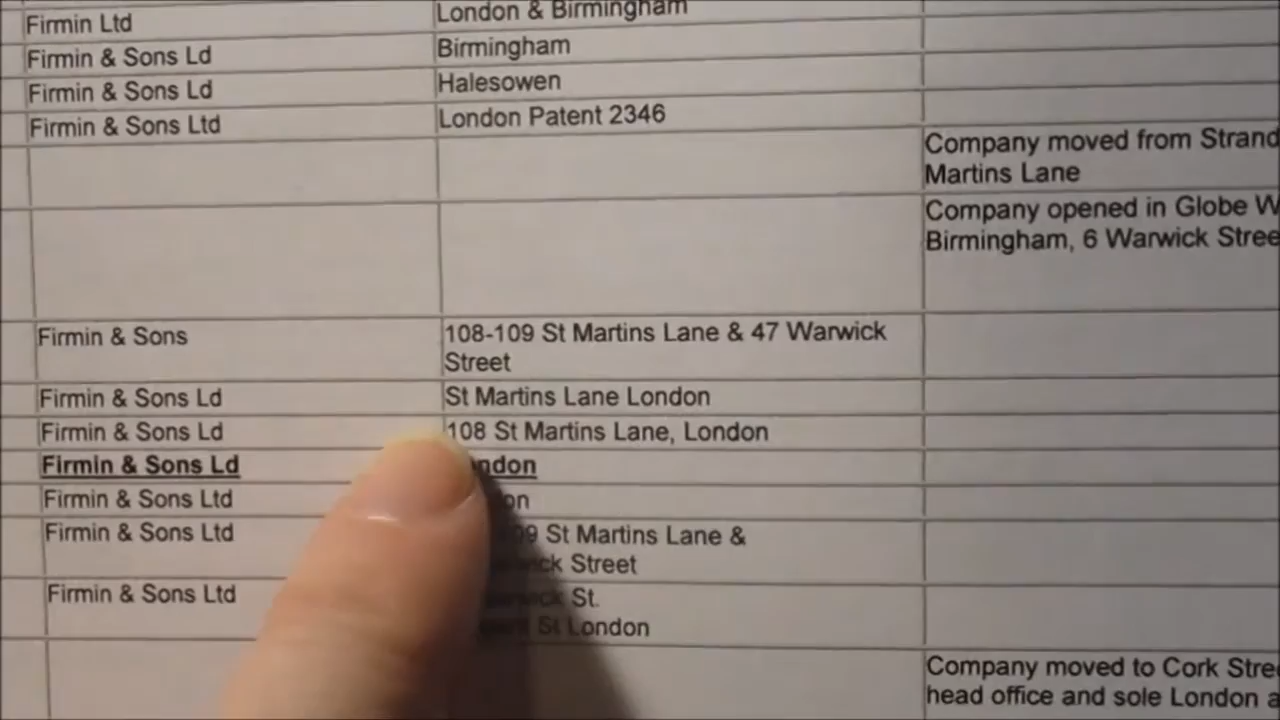 Firmin Ltd
London & Birmingham
Firmin & Sons Ld
Birmingham
Firmin & Sons Ld
Halesowen
Firmin & Sons Ltd
London Patent 2346
Company moved from Strand
Martins Lane
Company opened in Globe W
Birmingham, 6 Warwick Stree
Firmin & Sons
108-109 St Martins Lane & 47 Warwick
Street
Firmin & Sons Ld
St Martins Lane London
Firmin & Sons Ld
108 St Martins Lane, London
Firmin & Sons Ld
ndon
Firmin & Sons Ltd
on
Firmin & Sons Ltd
09 St Martins Lane &
Street
Firmin & Sons Ltd
St.
St London
Company moved to Cork Stree
head office and sole London a